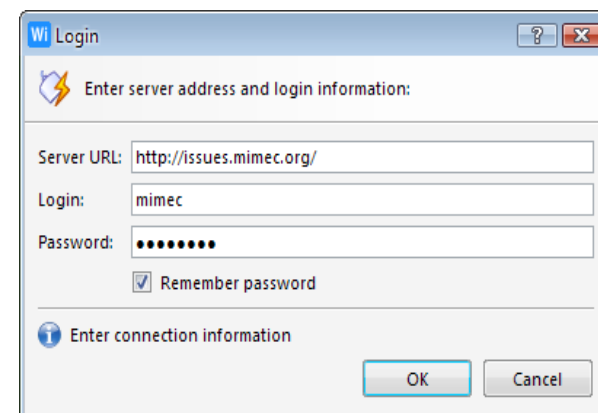 Wi Login
Enter server address and login information:
Server URL: http://issues.mimec.org/
Login: mimec
Password: ●●●●●●●●
Remember password
Enter connection information
OK Cancel